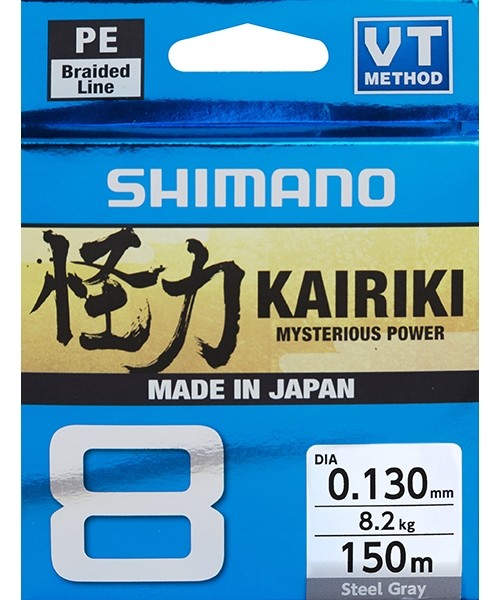 PE
Braided
Line
VT
METHOD
SHIMANO
怪力 KAIRIKI
MYSTERIOUS POWER
MADE IN JAPAN
8
DIA
0.130mm
8.2kg
150m
Steel Gray